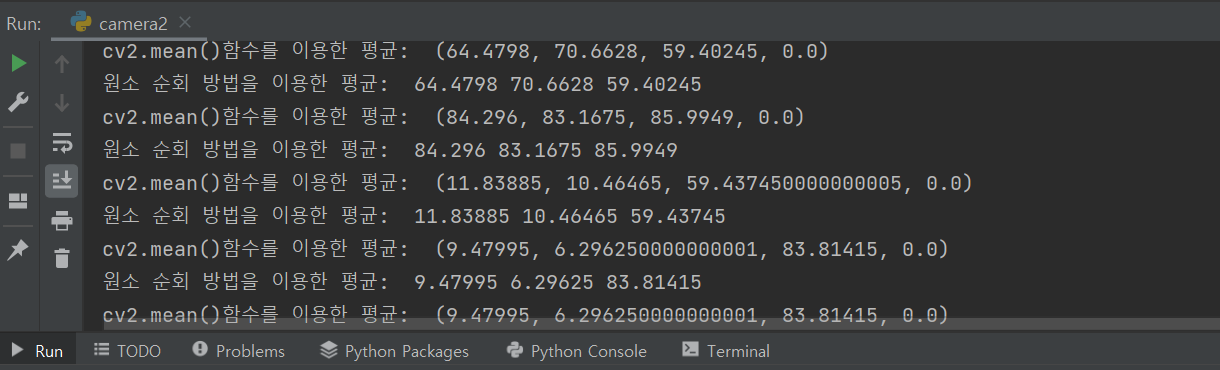 Run: camera2
cv2.mean()함수를 이용한 평균: (64.4798, 70.6628, 59.40245, 0.0)
원소 순회 방법을 이용한 평균: 64.4798 70.6628 59.40245
cv2.mean()함수를 이용한 평균: (84.296, 83.1675, 85.9949, 0.0)
원소 순회 방법을 이용한 평균: 84.296 83.1675 85.9949
cv2.mean()함수를 이용한 평균: (11.83885, 10.46465, 59.437450000000005, 0.0)
원소 순회 방법을 이용한 평균: 11.83885 10.46465 59.43745
cv2.mean()함수를 이용한 평균: (9.47995, 6.296250000000001, 83.81415, 0.0)
원소 순회 방법을 이용한 평균: 9.47995 6.29625 83.81415
cv2.mean()함수를 이용한 평균: (9.47995, 6.296250000000001, 83.81415, 0.0)
Run TODO Problems Python Packages Python Console Terminal